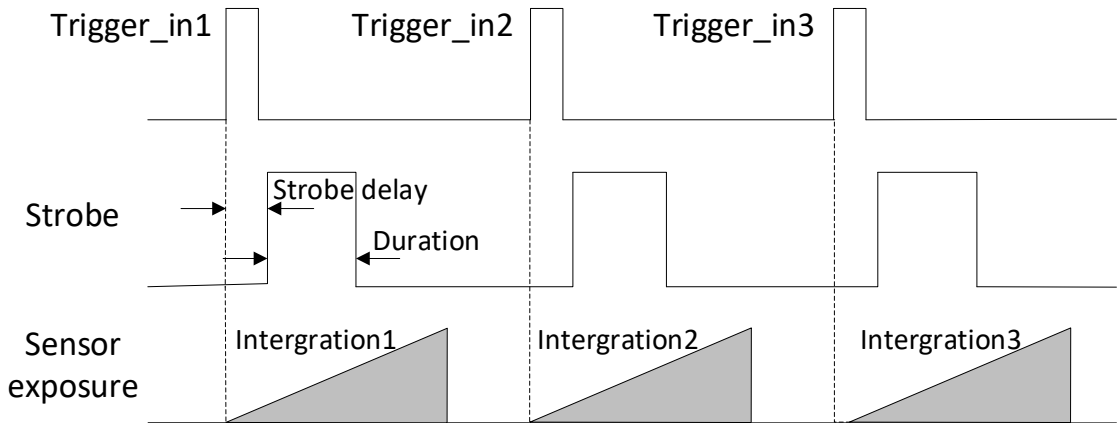 Trigger_in1 Trigger_in2 Trigger_in3
Strobe delay
Strobe
Duration
Intergration1 Intergration2 Intergration3
Sensor
exposure